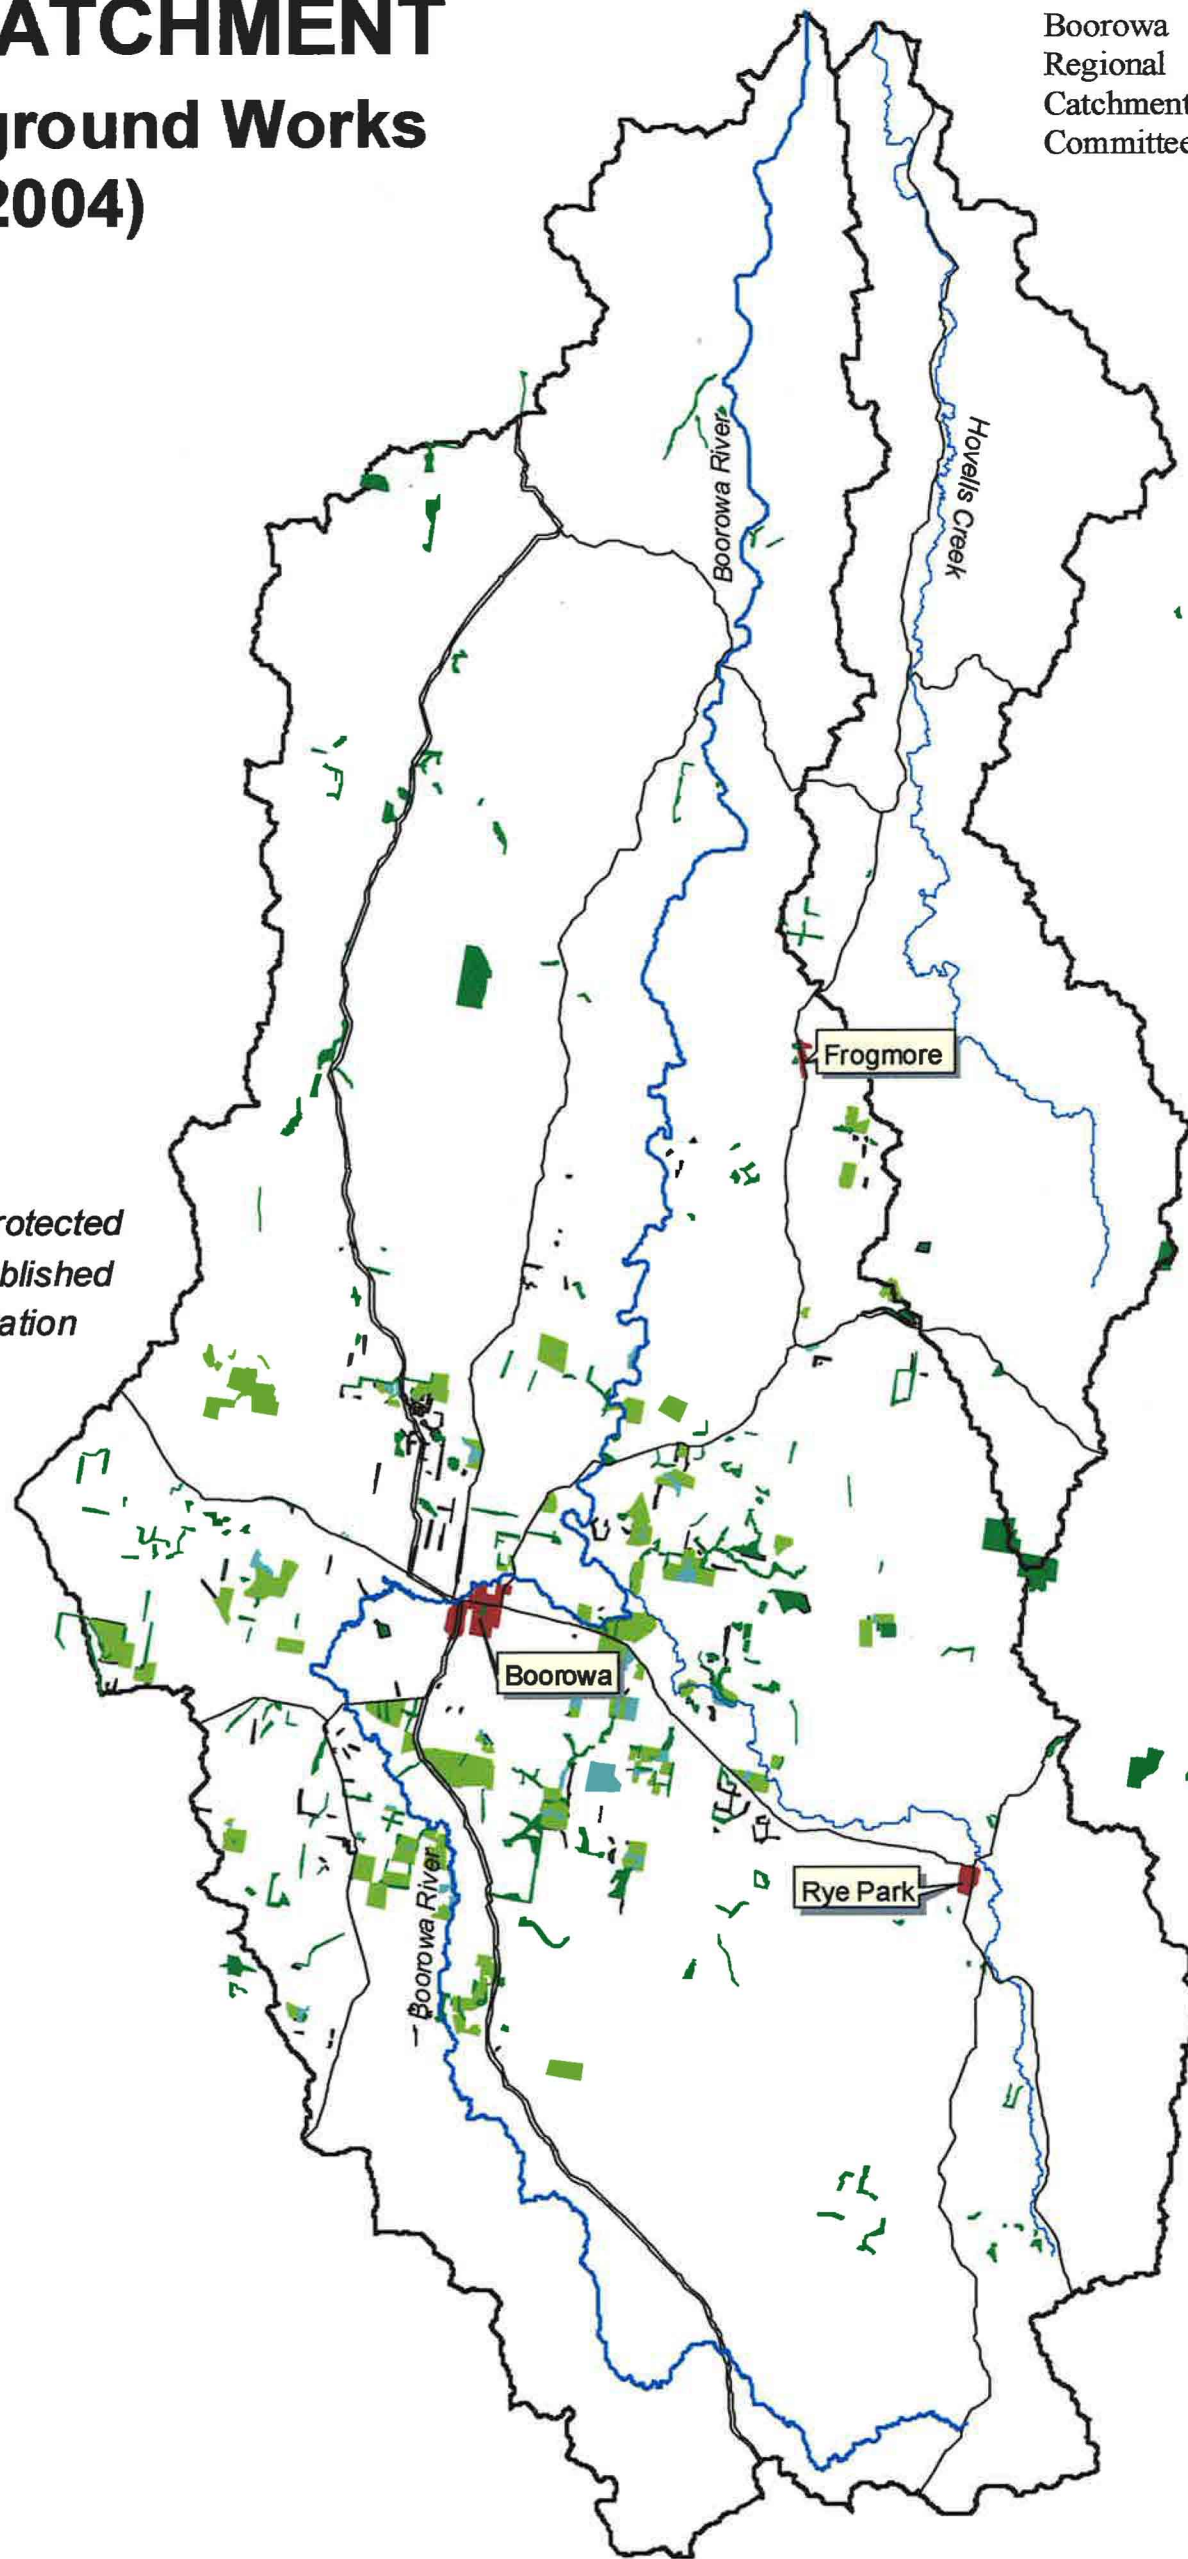 ATCHMENT
ground Works
2004)
Boorowa
Regional
Catchment
Committee
Boorowa River
Hovells Creek
Frogmore
rotected
blished
ation
Boorowa
Rye Park
Boorowa River